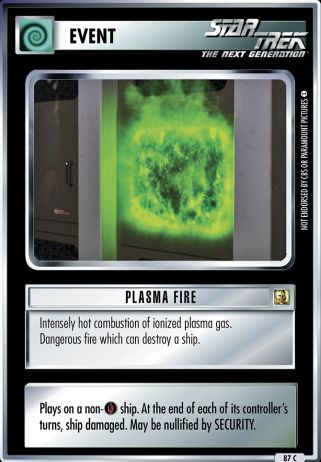 EVENT
STAR TREK
THE NEXT GENERATION
NOT ENDORSED BY CBS OR PARAMOUNT PICTURES
PLASMA FIRE
Intensely hot combustion of ionized plasma gas.
Dangerous fire which can destroy a ship.
Plays on a non- ship. At the end of each of its controller's
turns, ship damaged. May be nullified by SECURITY.
87 C